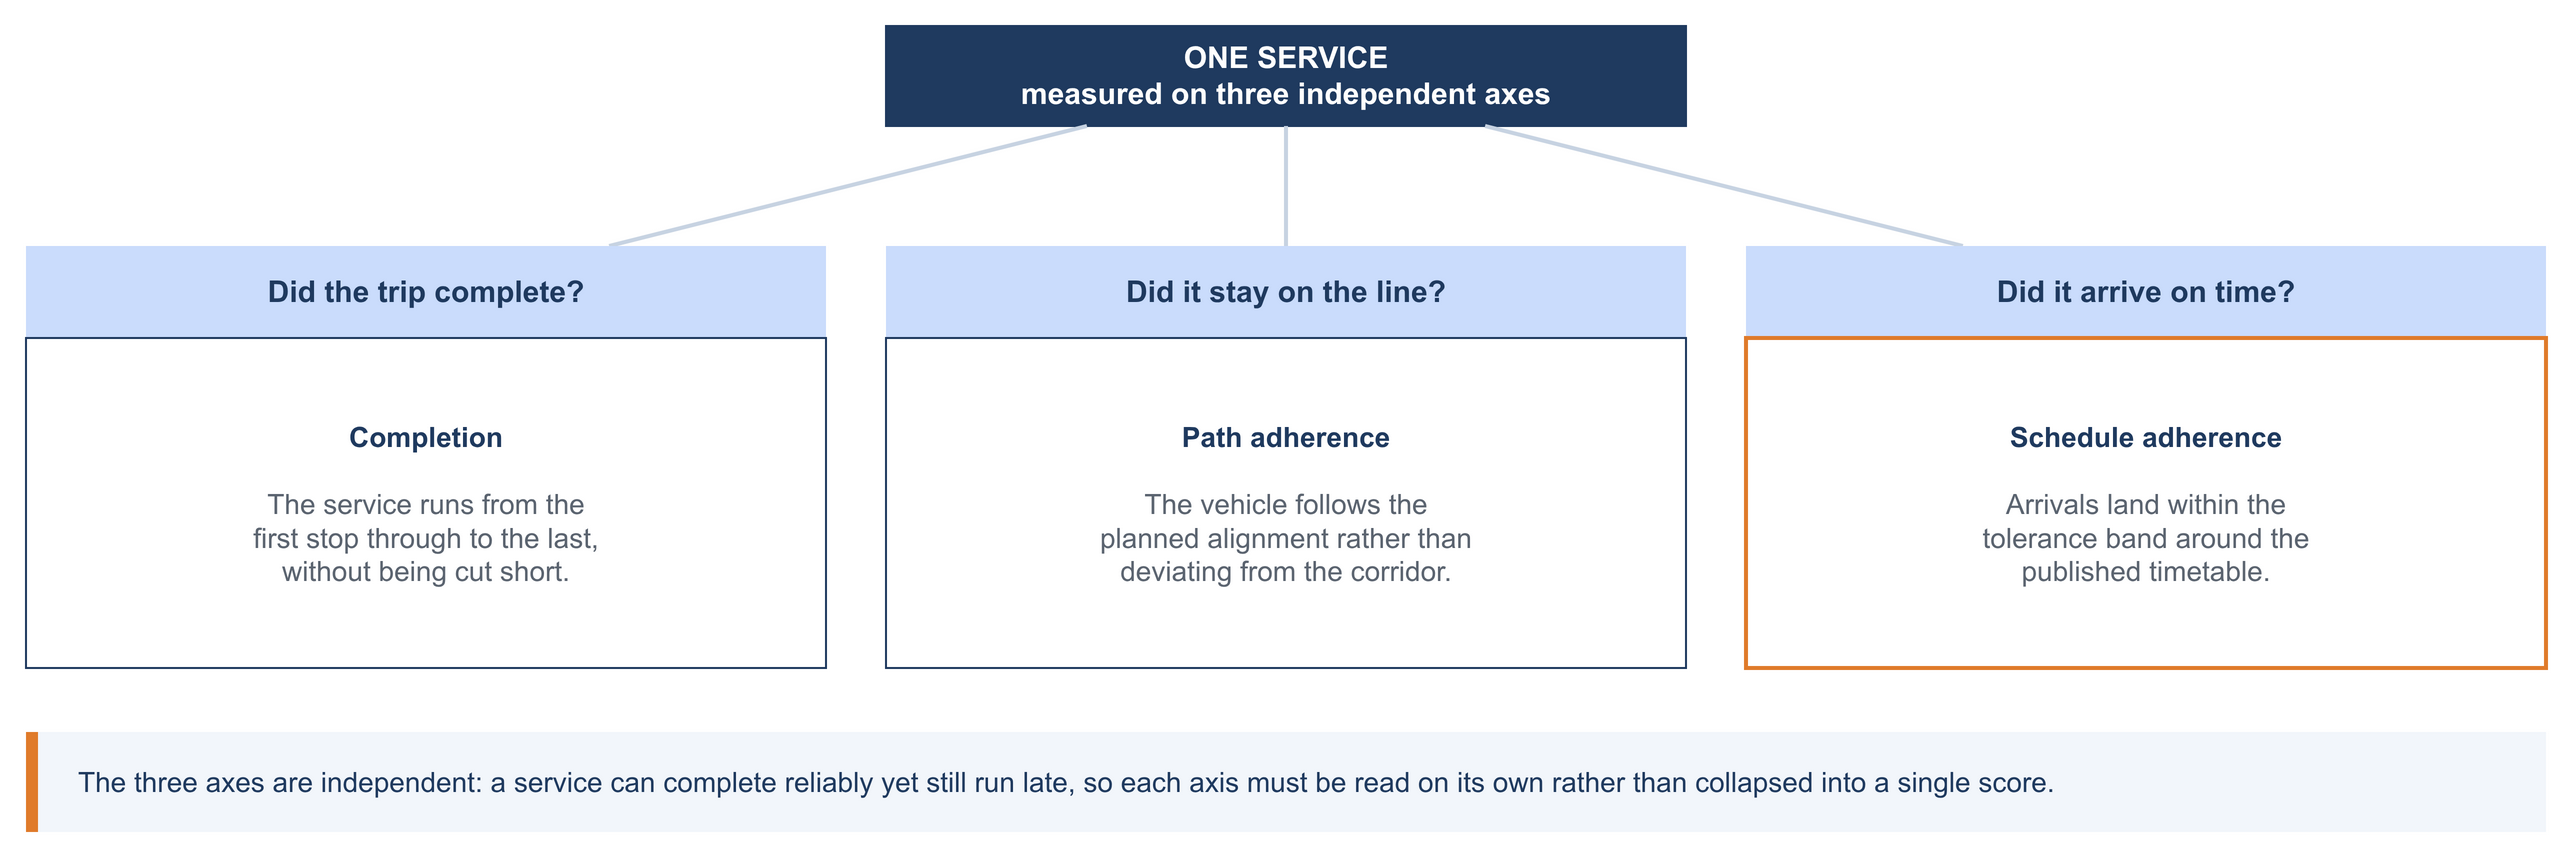 ONE SERVICE
measured on three independent axes
Did the trip complete?
Did it stay on the line?
Did it arrive on time?
Completion
The service runs from the
first stop through to the last,
without being cut short.
Path adherence
The vehicle follows the
planned alignment rather than
deviating from the corridor.
Schedule adherence
Arrivals land within the
tolerance band around the
published timetable.
The three axes are independent: a service can complete reliably yet still run late, so each axis must be read on its own rather than collapsed into a single score.